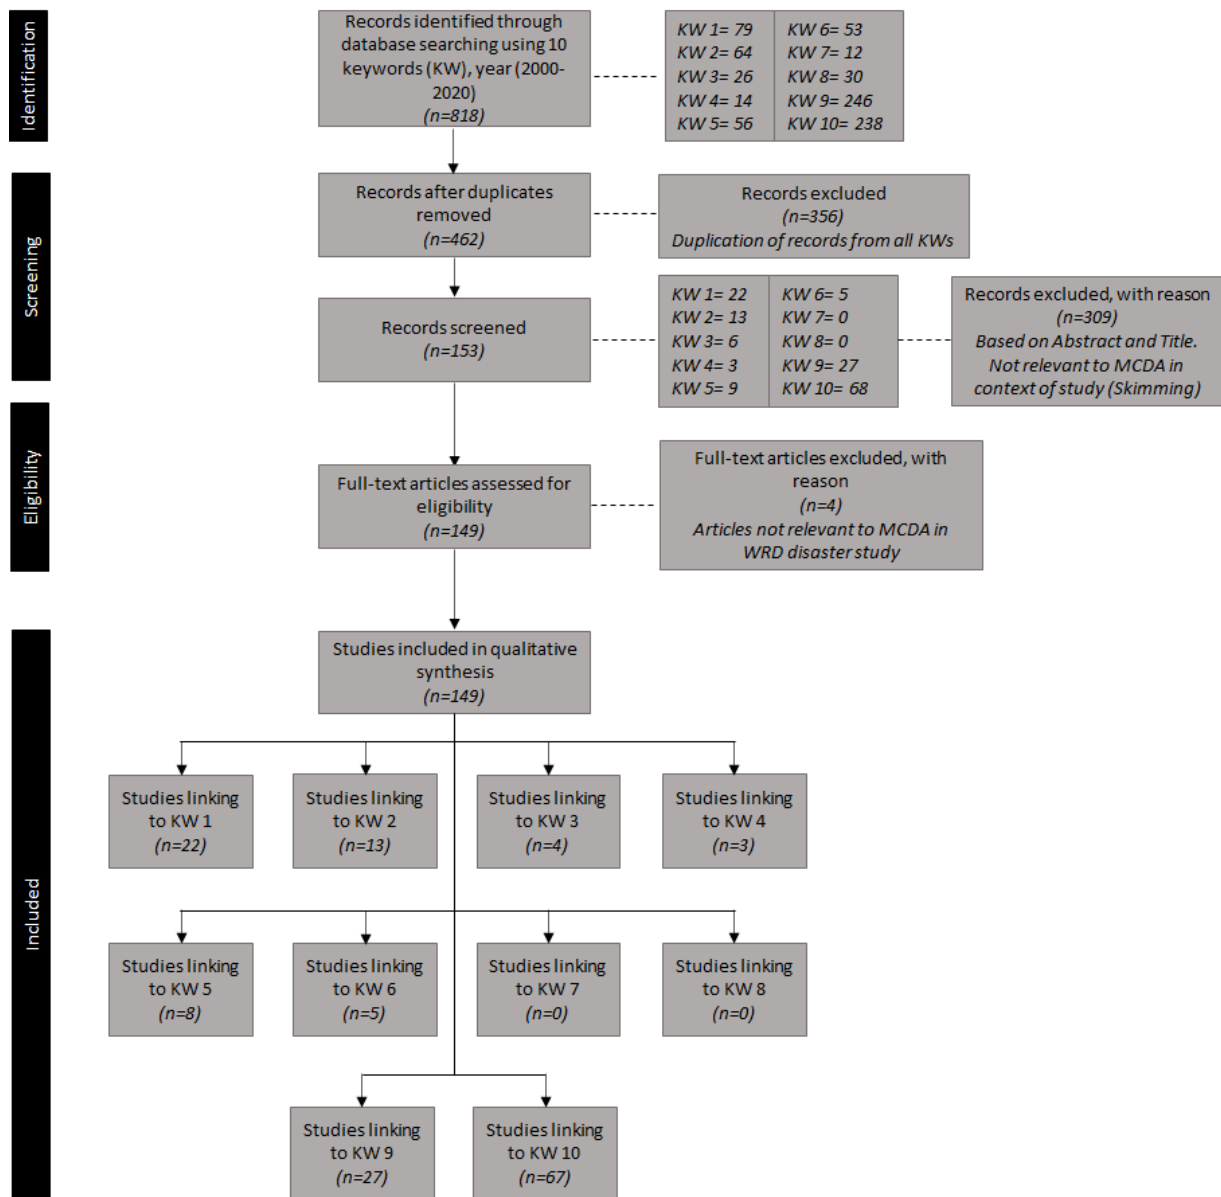 Identification
Records identified through
database searching using 10
keywords (KW), year (2000-
2020)
(n=818)
KW 1= 79
KW 2= 64
KW 3= 26
KW 4= 14
KW 5= 56
KW 6= 53
KW 7= 12
KW 8= 30
KW 9= 246
KW 10= 238
Screening
Records after duplicates
removed
(n=462)
Records excluded
(n=356)
Duplication of records from all KWs
Records screened
(n=153)
KW 1= 22
KW 2= 13
KW 3= 6
KW 4= 3
KW 5= 9
KW 6= 5
KW 7= 0
KW 8= 0
KW 9= 27
KW 10= 68
Records excluded, with reason
(n=309)
Based on Abstract and Title.
Not relevant to MCDA in
context of study (Skimming)
Eligibility
Full-text articles assessed for
eligibility
(n=149)
Full-text articles excluded, with
reason
(n=4)
Articles not relevant to MCDA in
WRD disaster study
Included
Studies included in qualitative
synthesis
(n=149)
Studies linking
to KW 1
(n=22)
Studies linking
to KW 2
(n=13)
Studies linking
to KW 3
(n=4)
Studies linking
to KW 4
(n=3)
Studies linking
to KW 5
(n=8)
Studies linking
to KW 6
(n=5)
Studies linking
to KW 7
(n=0)
Studies linking
to KW 8
(n=0)
Studies linking
to KW 9
(n=27)
Studies linking
to KW 10
(n=67)